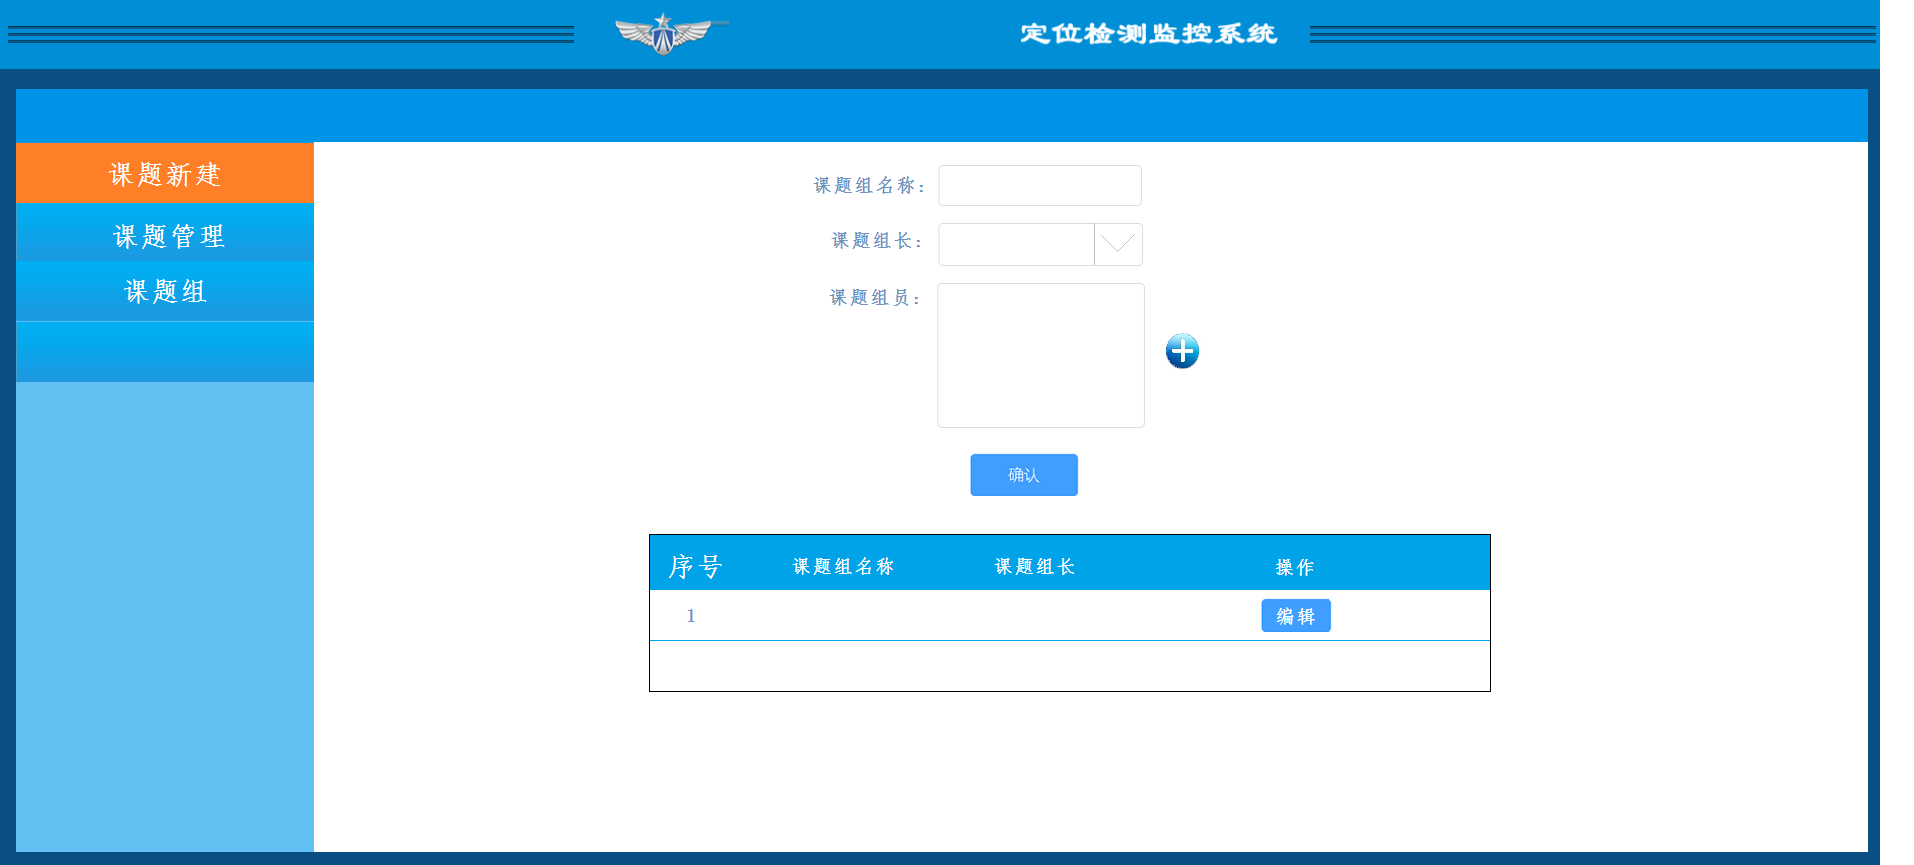 定位检测监控系统
课题新建
课题管理
课题组
课题组名称：
课题组长：
课题组员：
确认
序号 课题组名称 课题组长 操作
1 编辑